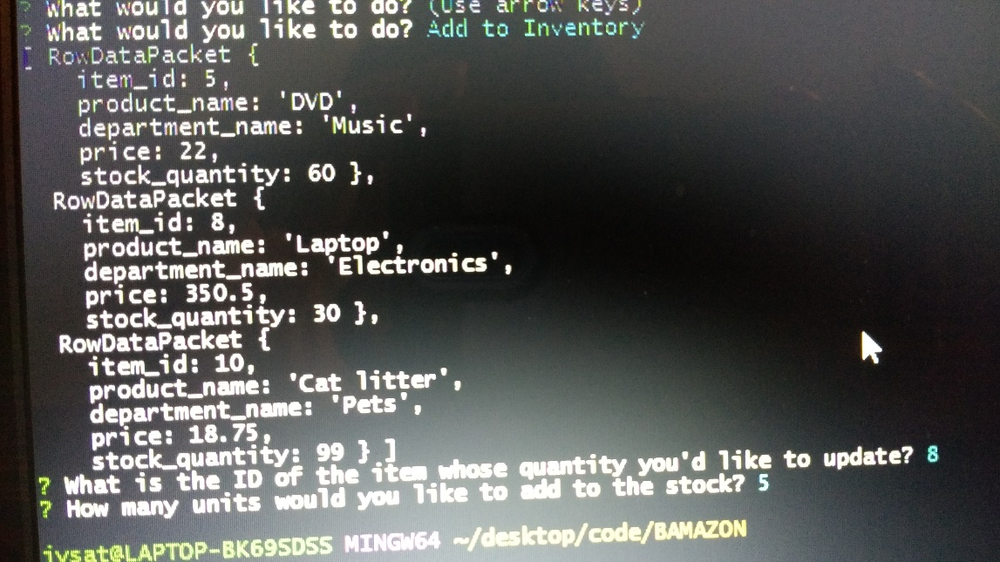 ? What would you like to do? (Use arrow keys)
? What would you like to do? Add to Inventory
[ RowDataPacket {
item_id: 5,
product_name: 'DVD',
department_name: 'Music',
price: 22,
stock_quantity: 60 },
RowDataPacket {
item_id: 8,
product_name: 'Laptop',
department_name: 'Electronics',
price: 350.5,
stock_quantity: 30 },
RowDataPacket {
item_id: 10,
product_name: 'Cat litter',
department_name: 'Pets',
price: 18.75,
stock_quantity: 99 } ]
? What is the ID of the item whose quantity you'd like to update? 8
? How many units would you like to add to the stock? 5
jvsat@LAPTOP-BK695DSS MINGW64 ~/desktop/code/BAMAZON